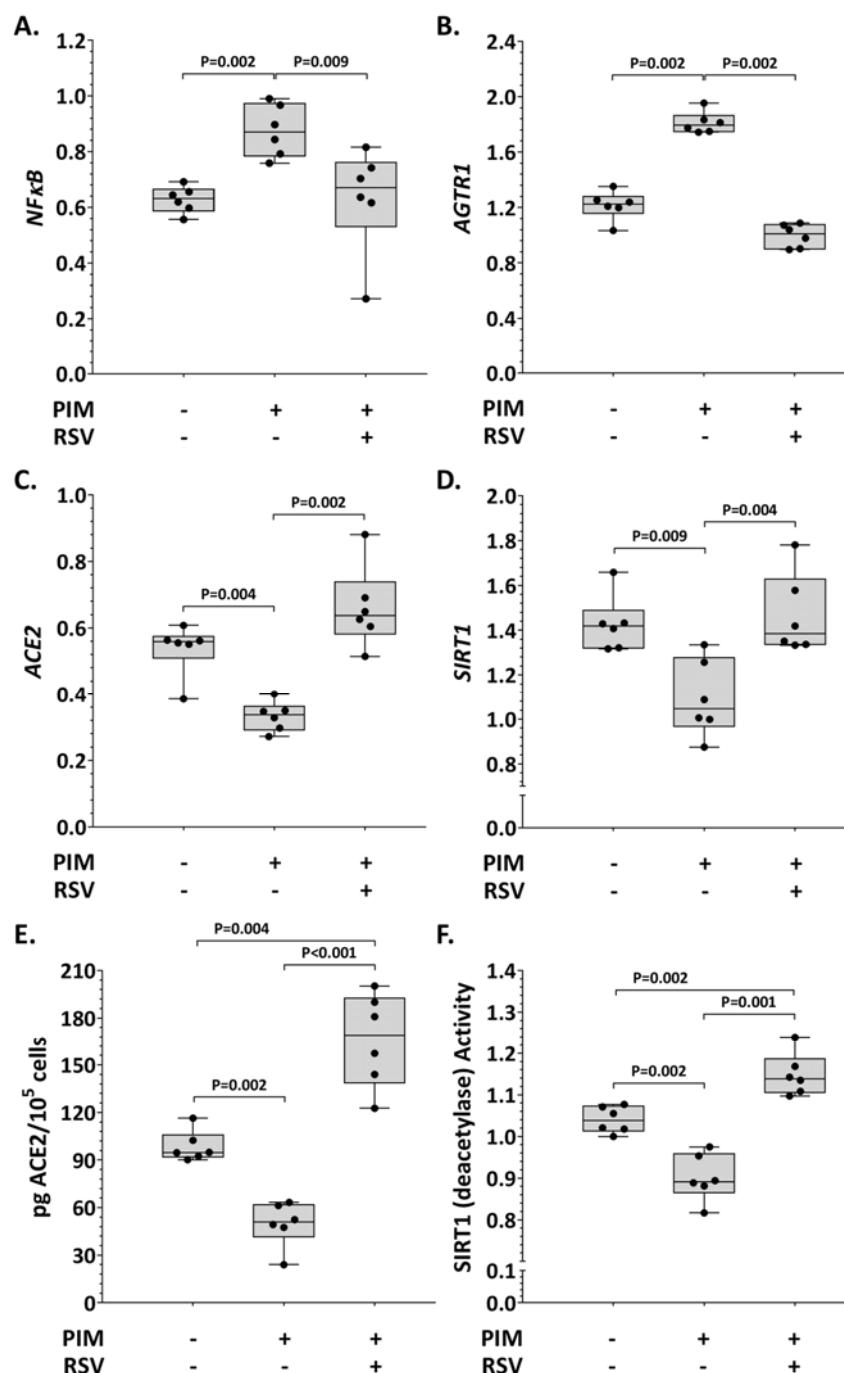 A.
P=0.002 P=0.009
NFκB
1.2
1.0
0.8
0.6
0.4
0.2
0.0
PIM - + +
RSV - - +
B.
P=0.002 P=0.002
AGTR1
2.4
2.0
1.6
1.2
0.8
0.4
0.0
PIM - + +
RSV - - +
C.
P=0.002
P=0.004
ACE2
1.0
0.8
0.6
0.4
0.2
0.0
PIM - + +
RSV - - +
D.
P=0.004
P=0.009
SIRT1
2.0
1.8
1.6
1.4
1.2
1.0
0.8
0.0
PIM - + +
RSV - - +
E.
P=0.004
P<0.001
P=0.002
pg ACE2/10⁵ cells
210
180
150
120
90
60
30
0
PIM - + +
RSV - - +
F.
P=0.002
P=0.001
P=0.002
SIRT1 (deacetylase) Activity
1.4
1.3
1.2
1.1
1.0
0.9
0.8
0.1
0.0
PIM - + +
RSV - - +